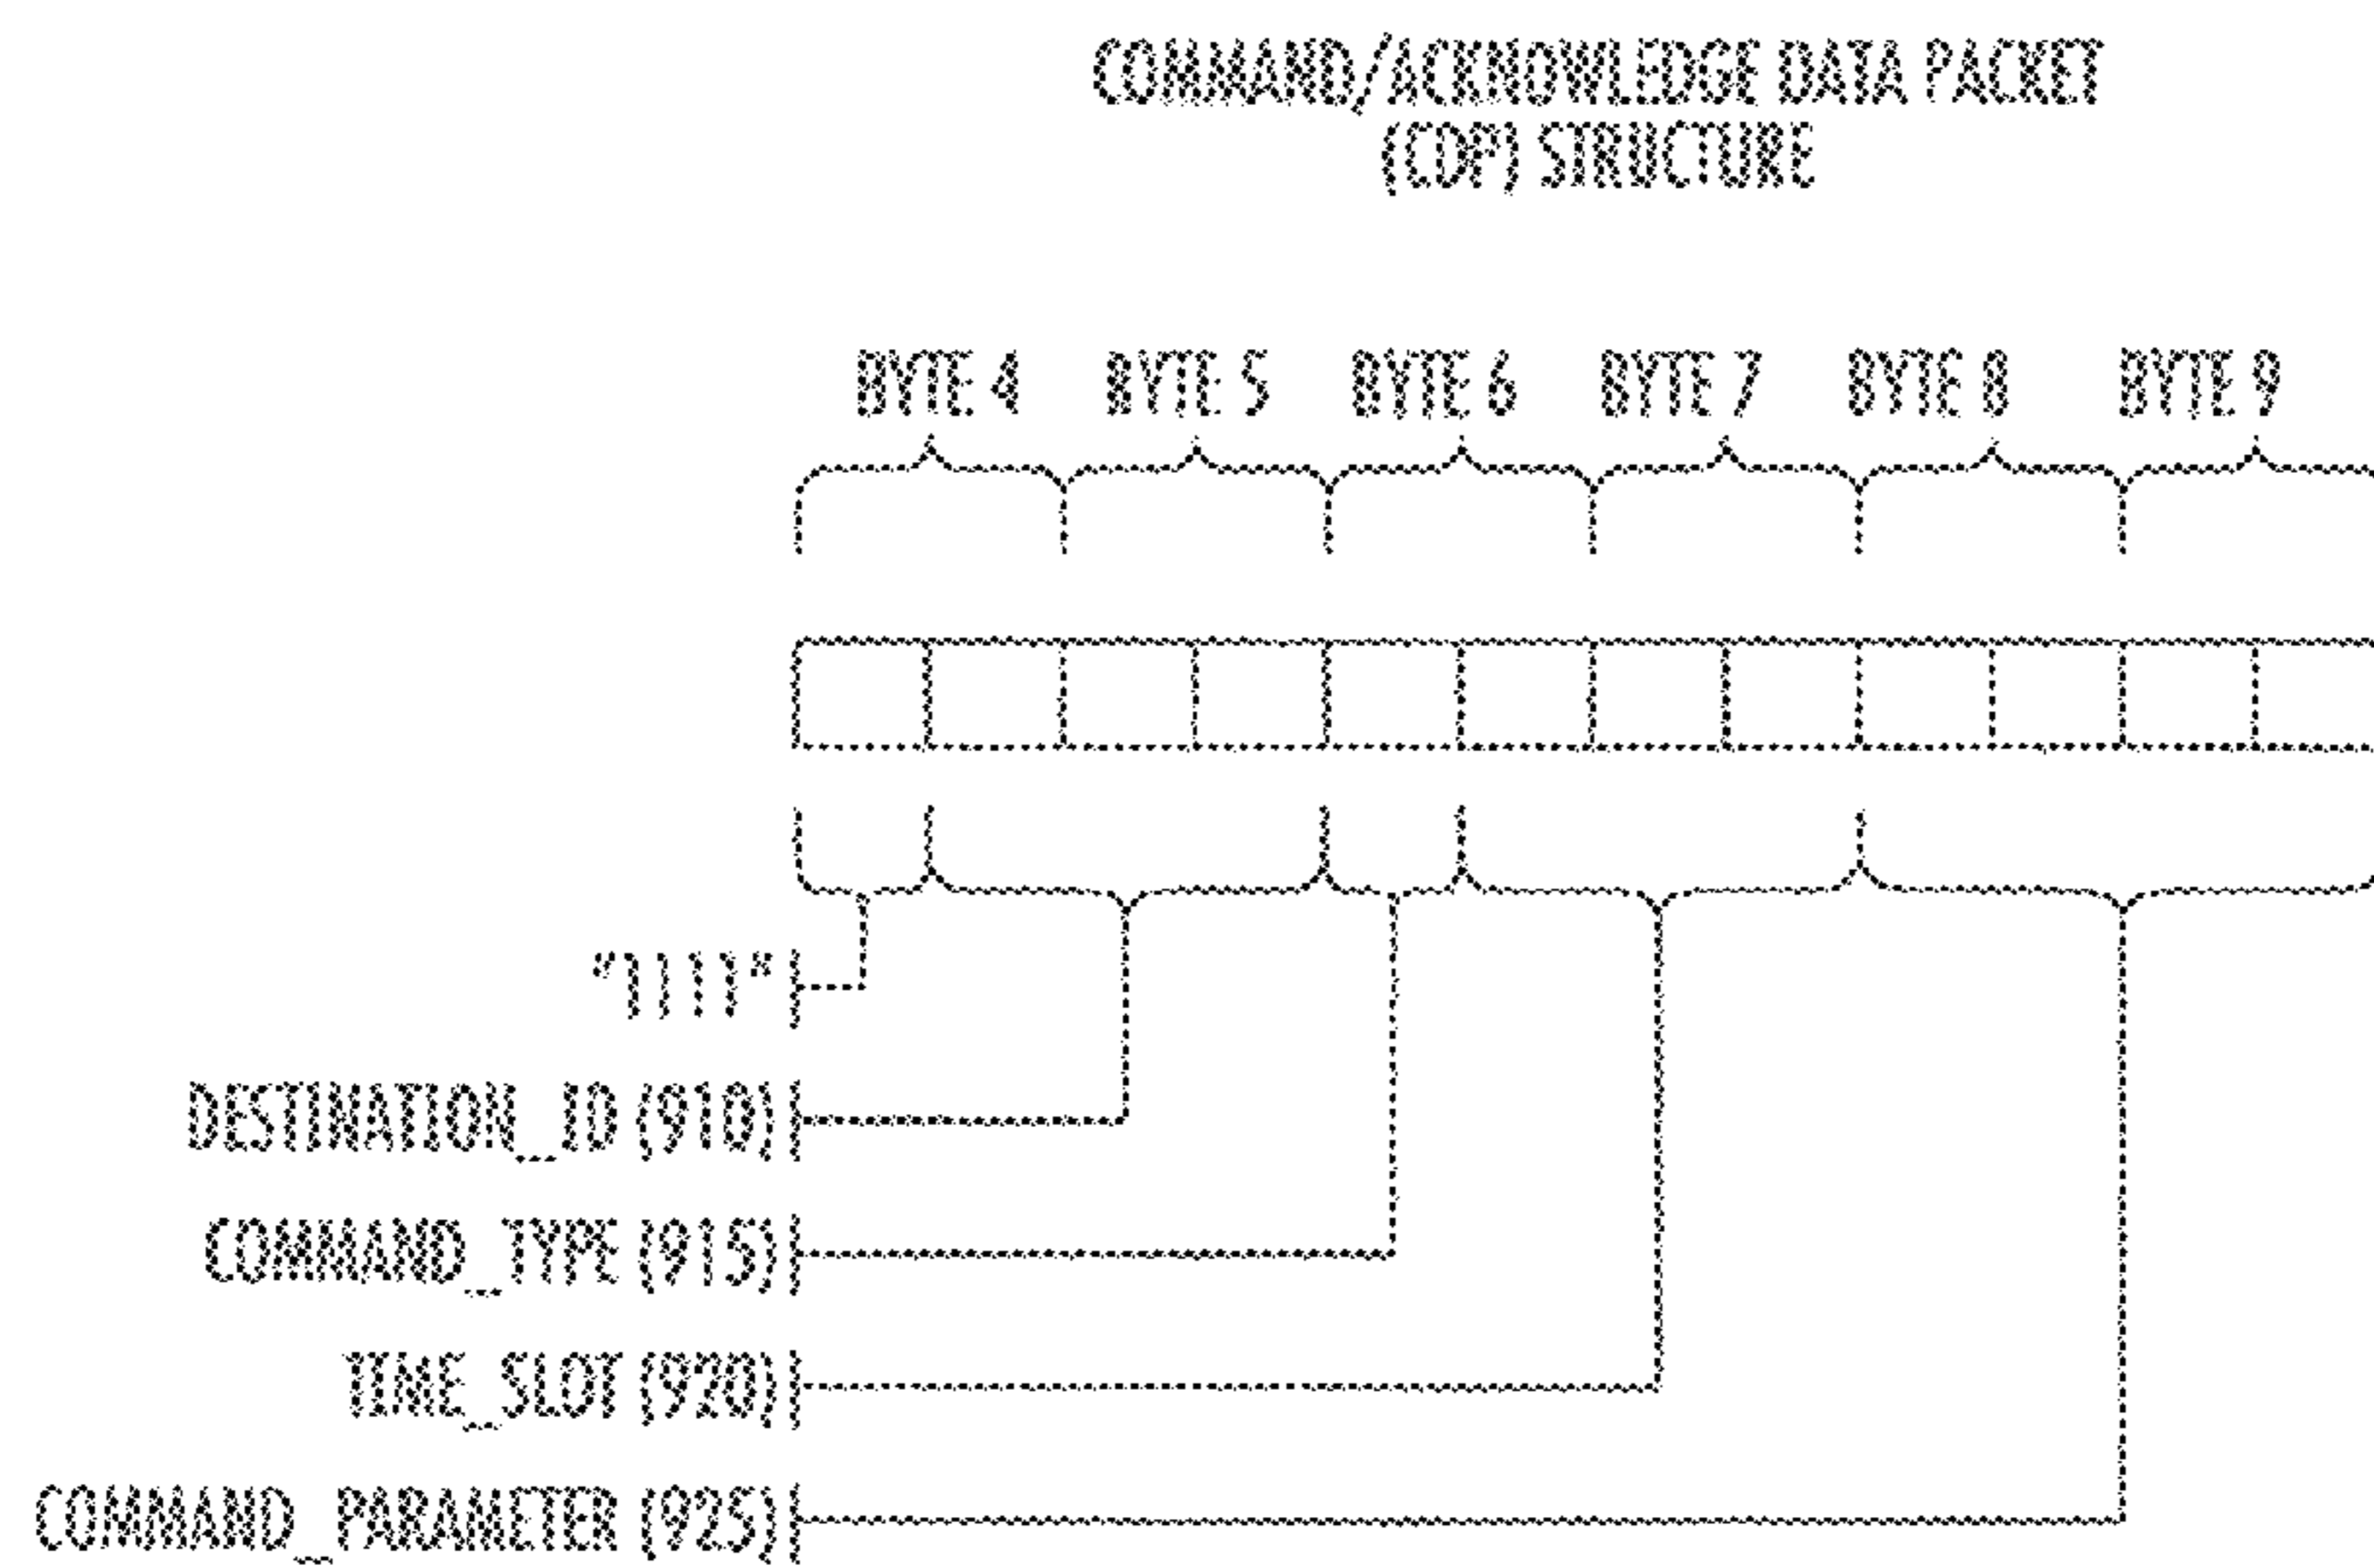 COMMAND/ACKNOWLEDGE DATA PACKET
(CDP) STRUCTURE
BYTE 4 BYTE 5 BYTE 6 BYTE 7 BYTE 8 BYTE 9
"1111"
DESTINATION_ID (910)
COMMAND_TYPE (915)
TIME_SLOT (920)
COMMAND_PARAMETER (925)